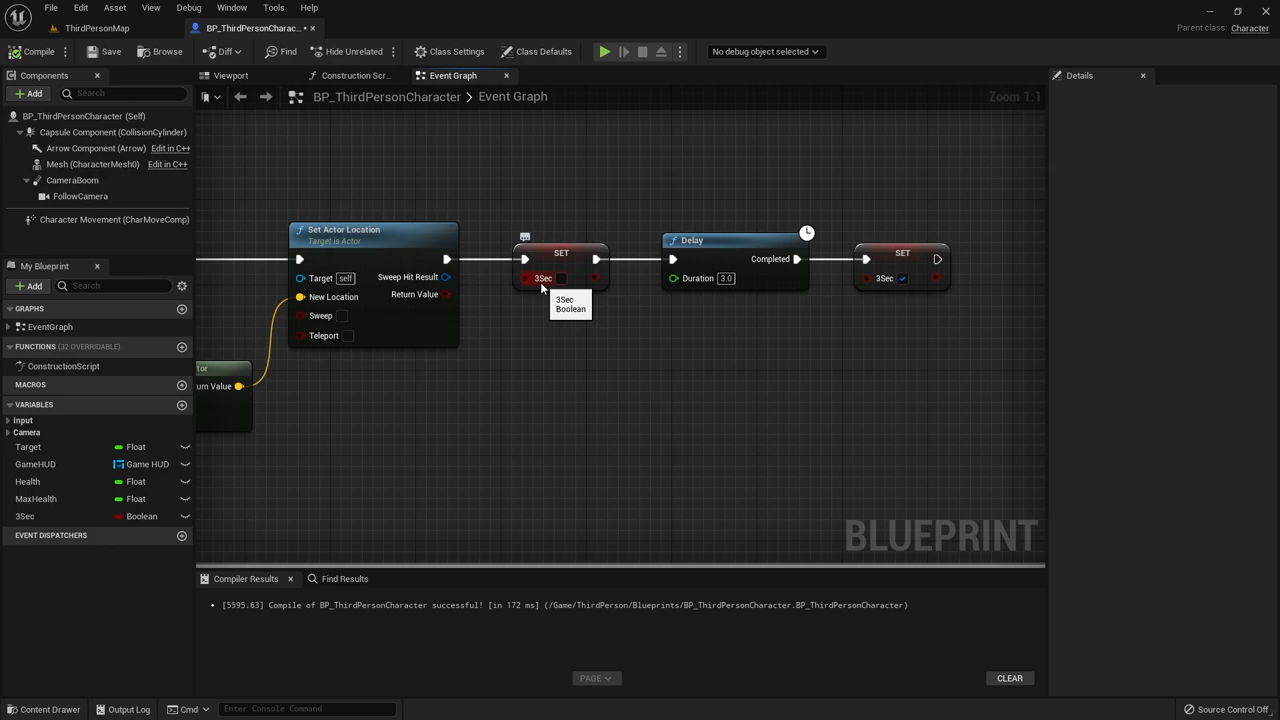 File Edit Asset View Debug Window Tools Help
ThirdPersonMap
BP_ThirdPersonCharac...
Parent class: Character
Compile
Save
Browse
Diff
Find
Hide Unrelated
Class Settings
Class Defaults
No debug object selected
Components
Add
Search
BP_ThirdPersonCharacter (Self)
Capsule Component (CollisionCylinder)
Arrow Component (Arrow) Edit in C++
Mesh (CharacterMesh0) Edit in C++
CameraBoom
FollowCamera
Character Movement (CharMoveComp)
My Blueprint
Add
Search
GRAPHS
EventGraph
FUNCTIONS (32 OVERRIDABLE)
ConstructionScript
MACROS
VARIABLES
Input
Camera
Target Float
GameHUD Game HUD
Health Float
MaxHealth Float
3Sec Boolean
EVENT DISPATCHERS
Viewport
Construction Scr...
Event Graph
BP_ThirdPersonCharacter > Event Graph
Zoom 1:1
Set Actor Location
Target is Actor
Target self
Sweep Hit Result
New Location
Return Value
Sweep
Teleport
tor
urn Value
SET
3Sec
3Sec
Boolean
Delay
Completed
Duration 3.0
SET
3Sec
BLUEPRINT
Compiler Results
Find Results
[5595.63] Compile of BP_ThirdPersonCharacter successful! [in 172 ms] (/Game/ThirdPerson/Blueprints/BP_ThirdPersonCharacter.BP_ThirdPersonCharacter)
PAGE
CLEAR
Details
Content Drawer
Output Log
Cmd
Enter Console Command
Source Control Off